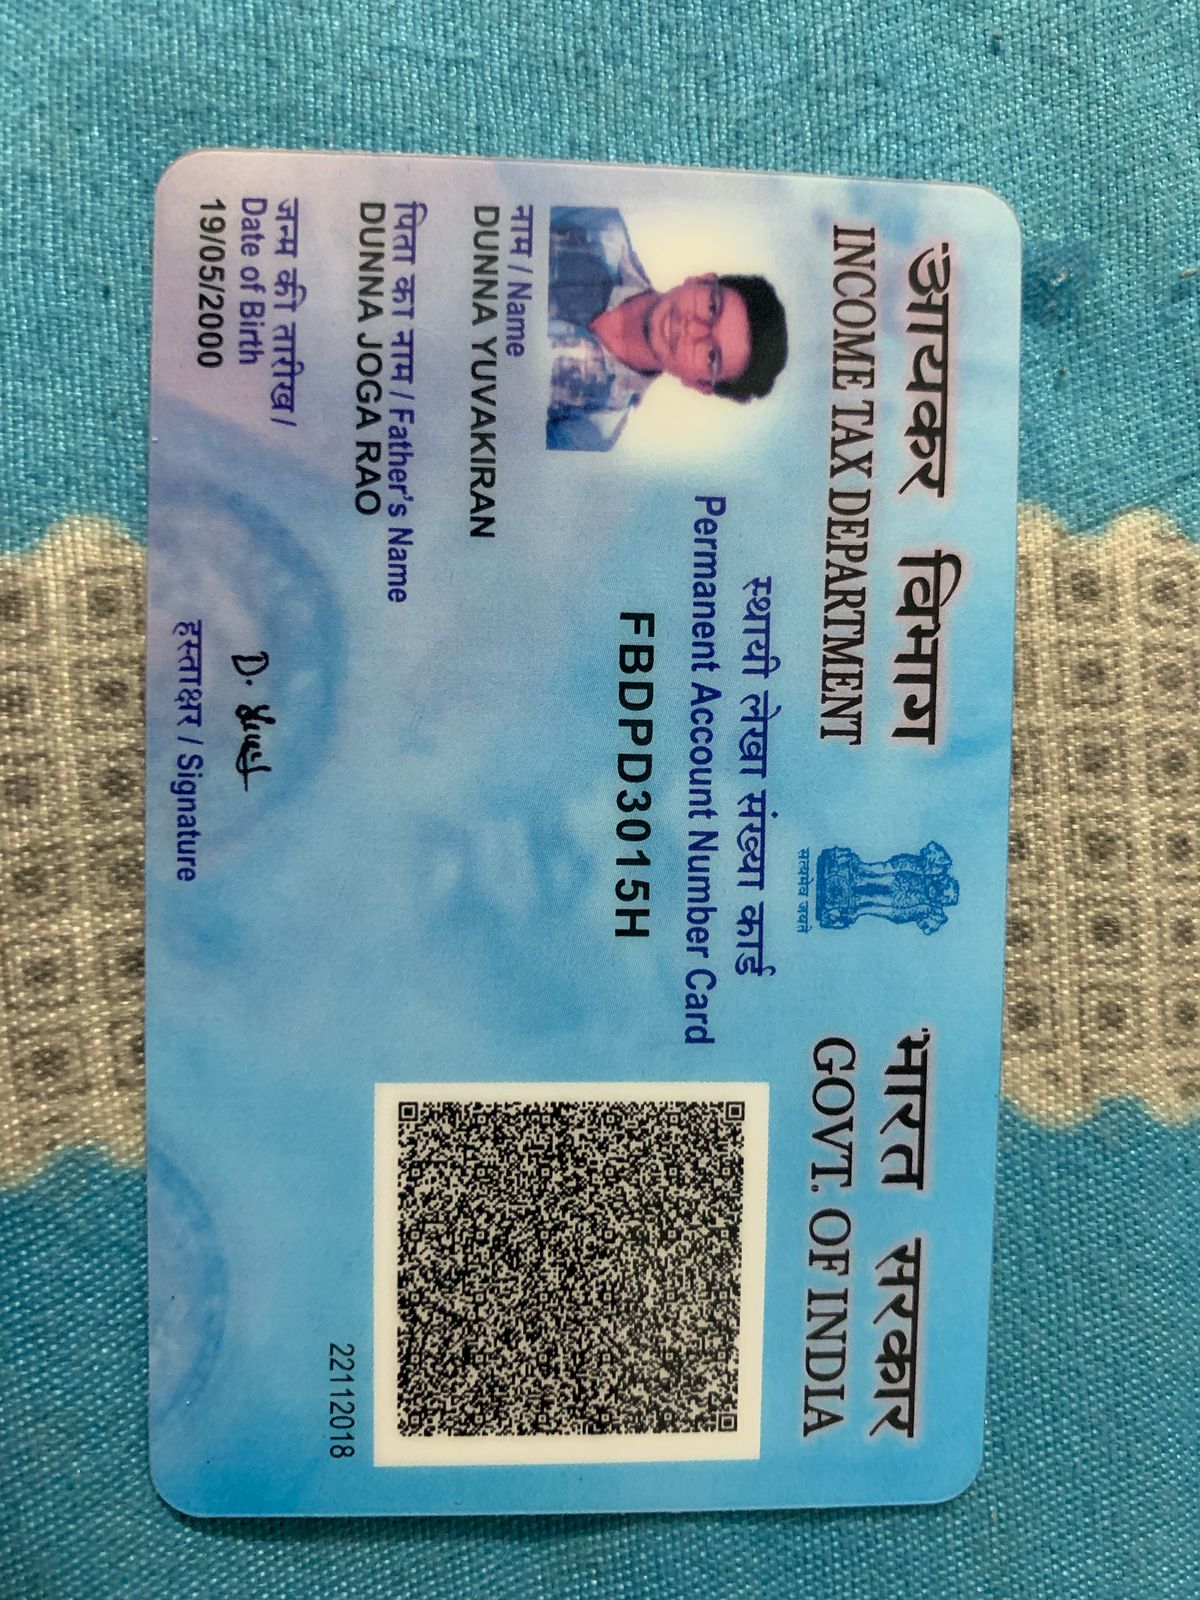 आयकर विभाग
INCOME TAX DEPARTMENT
सत्यमेव जयते
भारत सरकार
GOVT. OF INDIA
स्थायी लेखा संख्या कार्ड
Permanent Account Number Card
FBDPD3015H
नाम / Name
DUNNA YUVAKIRAN
पिता का नाम / Father's Name
DUNNA JOGA RAO
जन्म की तारीख /
Date of Birth
19/05/2000
हस्ताक्षर / Signature
22112018